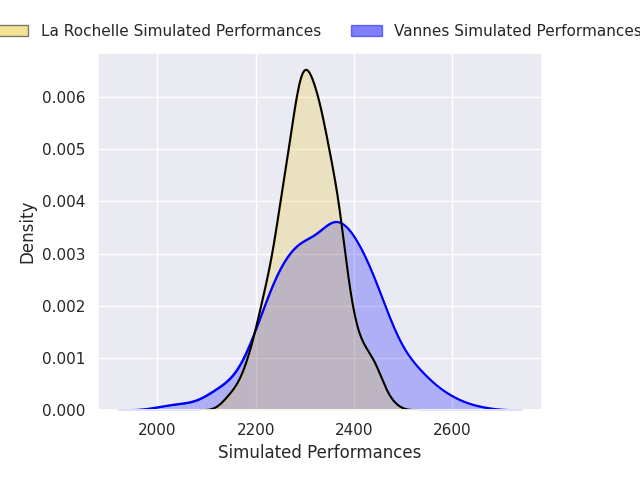 La Rochelle Simulated Performances Vannes Simulated Performances
0.006
0.005
0.004
0.003
0.002
0.001
0.000
Density
2000 2200 2400 2600
Simulated Performances